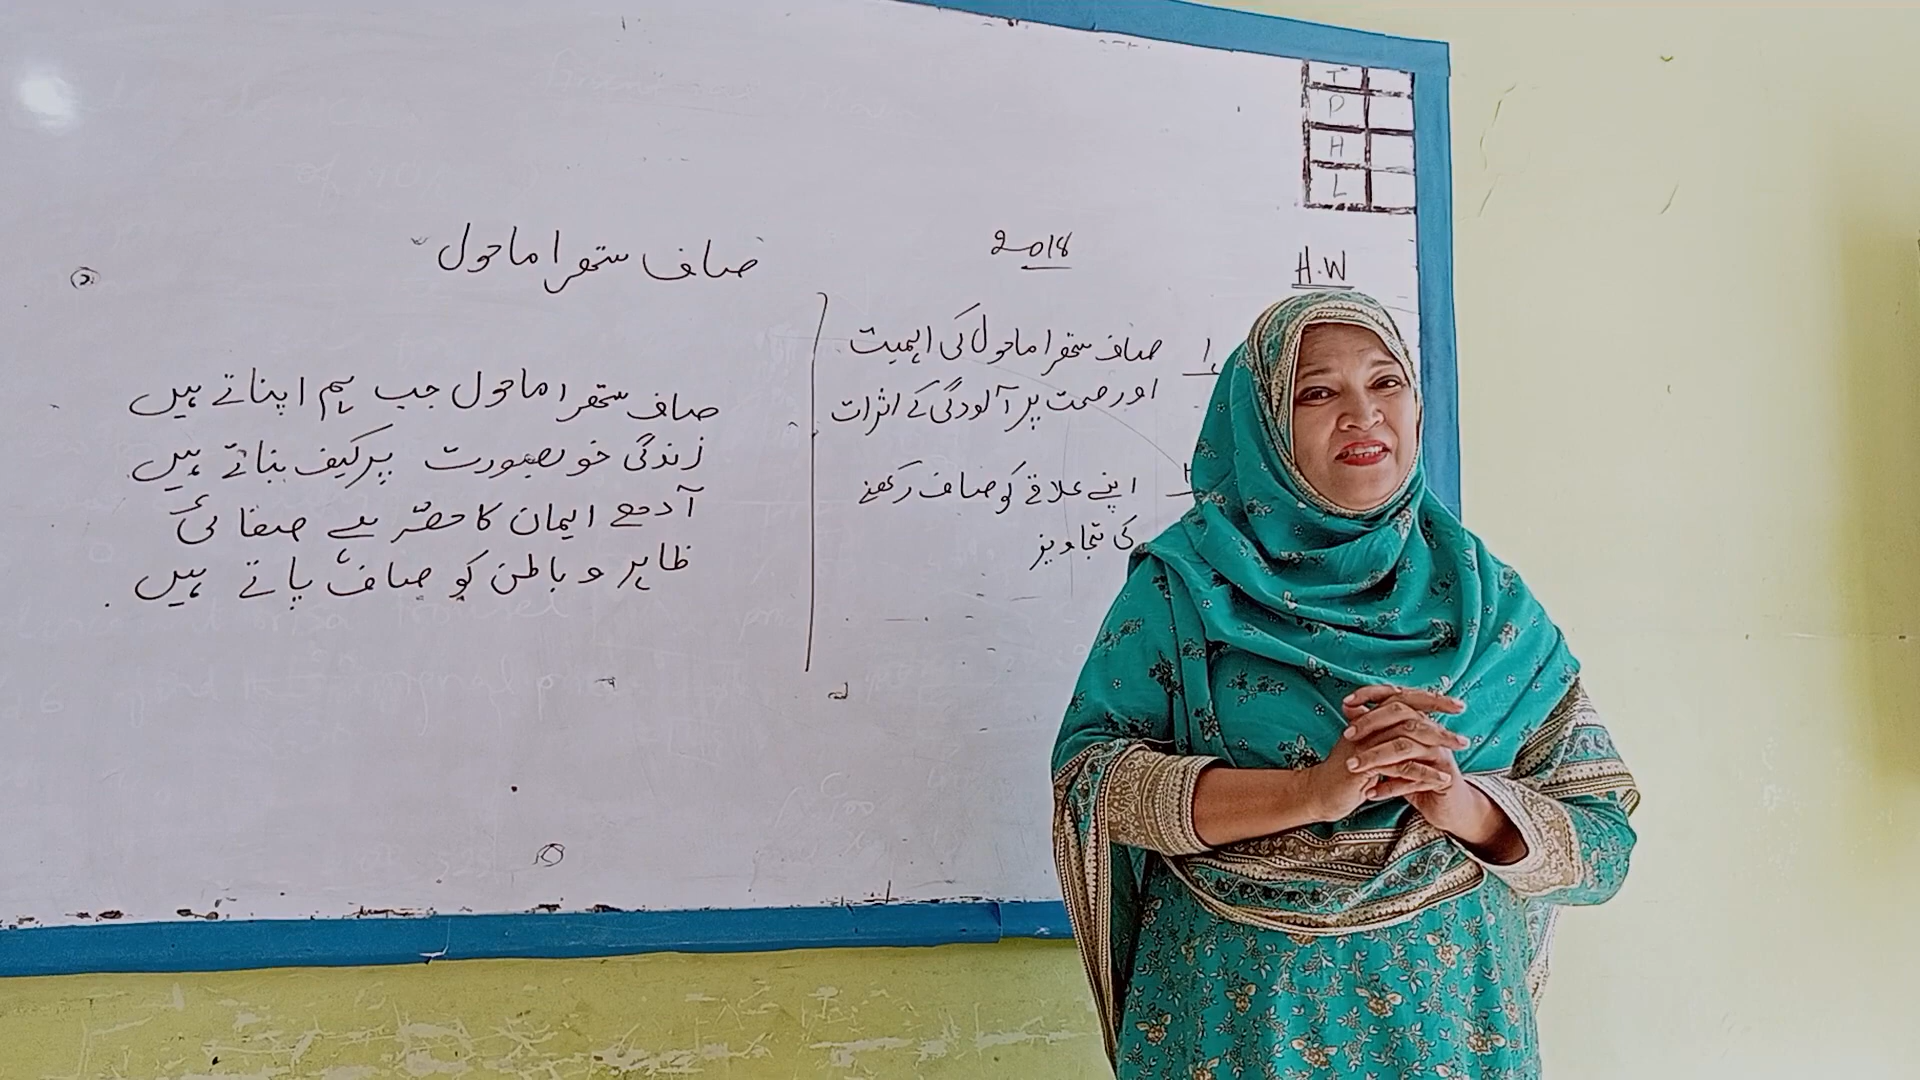 T
P
H
L
H.W
2018
صاف ستھرا ماحول
صاف ستھرا ماحول کی اہمیت
اور صحت پر آلودگی کے اثرات
اپنے علاقے کو صاف رکھنے
کی تجاویز
صاف ستھرا ماحول جب ہم اپناتے ہیں
زندگی خوبصورت پرکیف بناتے ہیں
آدھے ایمان کا حصّہ ہے صفائی
ظاہر و باطن کو صاف پاتے ہیں